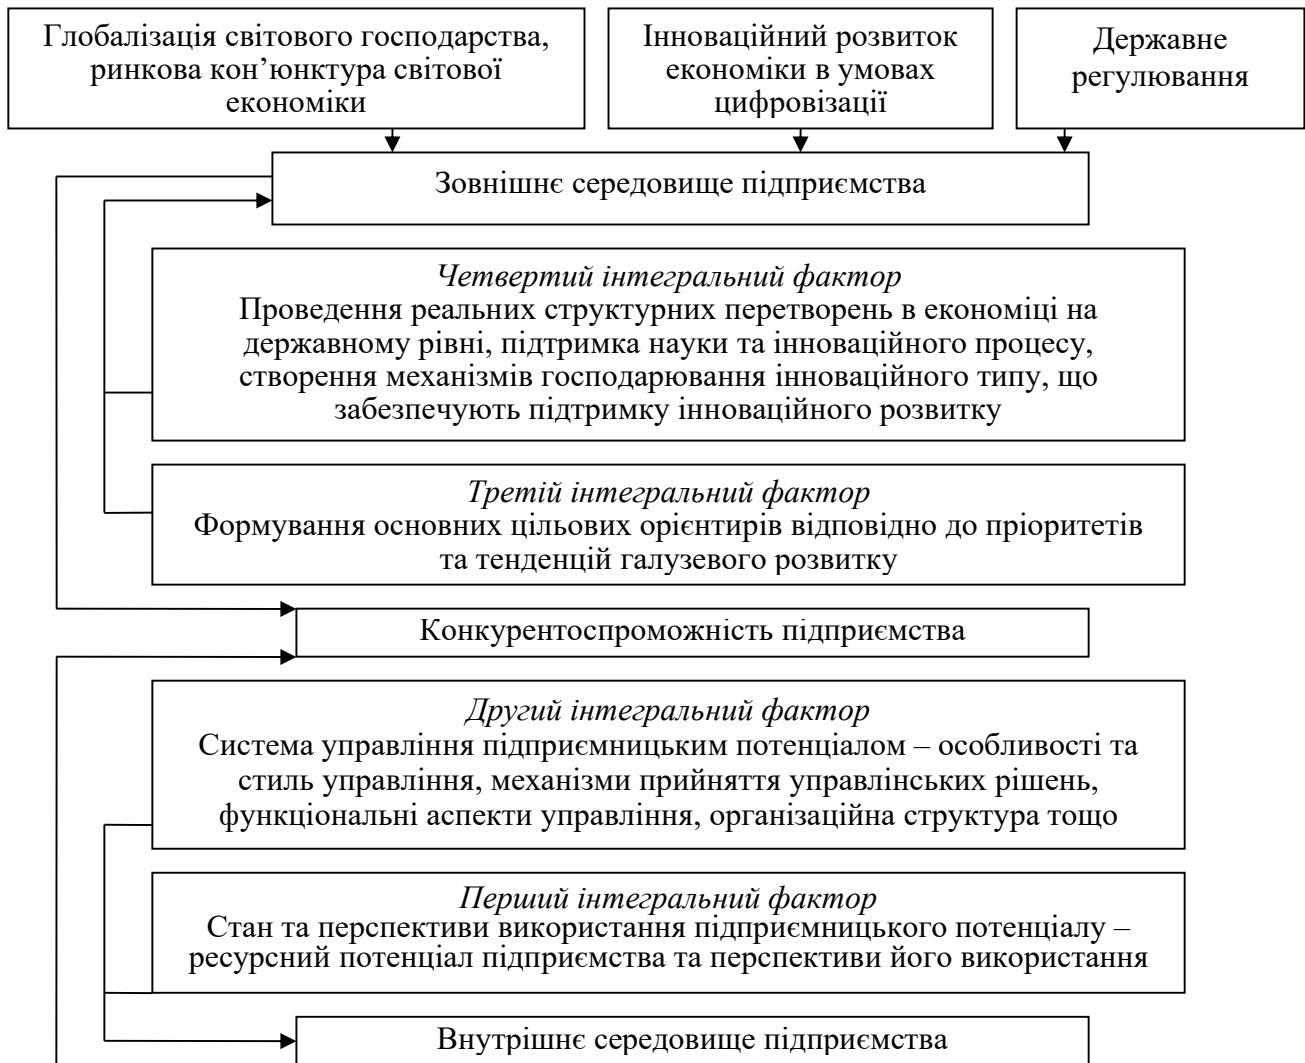 Глобалізація світового господарства,
ринкова кон’юнктура світової
економіки
Інноваційний розвиток
економіки в умовах
цифровізації
Державне
регулювання
Зовнішнє середовище підприємства
Четвертий інтегральний фактор
Проведення реальних структурних перетворень в економіці на
державному рівні, підтримка науки та інноваційного процесу,
створення механізмів господарювання інноваційного типу, що
забезпечують підтримку інноваційного розвитку
Третій інтегральний фактор
Формування основних цільових орієнтирів відповідно до пріоритетів
та тенденцій галузевого розвитку
Конкурентоспроможність підприємства
Другий інтегральний фактор
Система управління підприємницьким потенціалом – особливості та
стиль управління, механізми прийняття управлінських рішень,
функціональні аспекти управління, організаційна структура тощо
Перший інтегральний фактор
Стан та перспективи використання підприємницького потенціалу –
ресурсний потенціал підприємства та перспективи його використання
Внутрішнє середовище підприємства